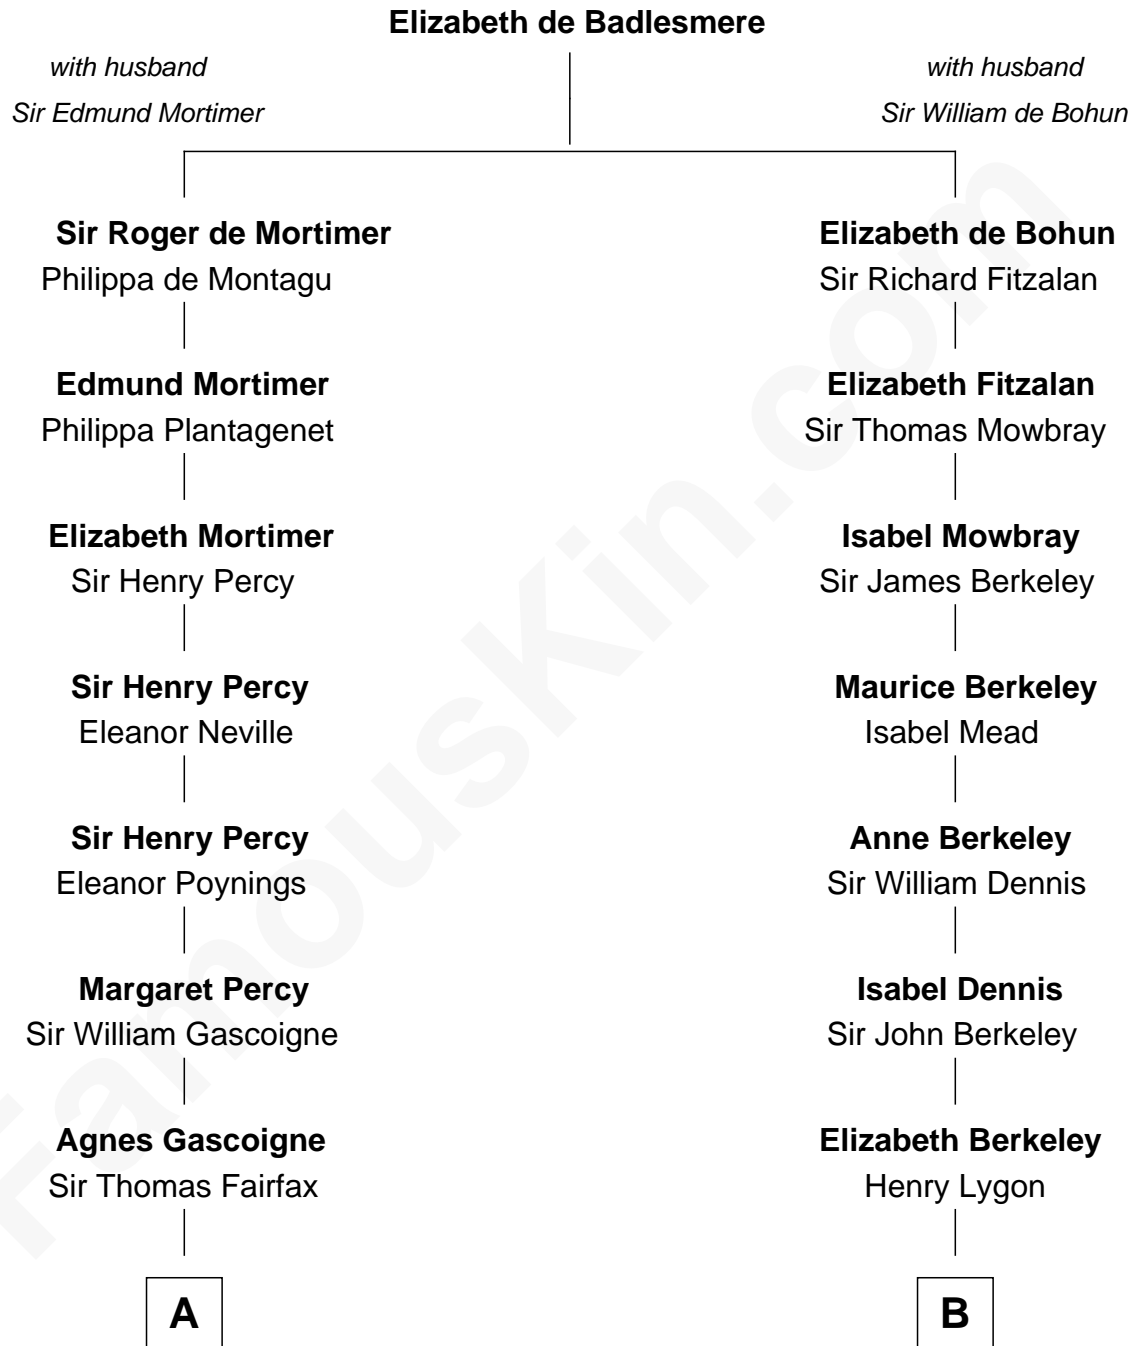 Elizabeth de Badlesmere
with husband
Sir Edmund Mortimer
with husband
Sir William de Bohun
Sir Roger de Mortimer
Philippa de Montagu
Elizabeth de Bohun
Sir Richard Fitzalan
Edmund Mortimer
Philippa Plantagenet
Elizabeth Fitzalan
Sir Thomas Mowbray
Elizabeth Mortimer
Sir Henry Percy
Isabel Mowbray
Sir James Berkeley
Sir Henry Percy
Eleanor Neville
Maurice Berkeley
Isabel Mead
Sir Henry Percy
Eleanor Poynings
Anne Berkeley
Sir William Dennis
Margaret Percy
Sir William Gascoigne
Isabel Dennis
Sir John Berkeley
Agnes Gascoigne
Sir Thomas Fairfax
Elizabeth Berkeley
Henry Lygon
A
B
FamousKin.com